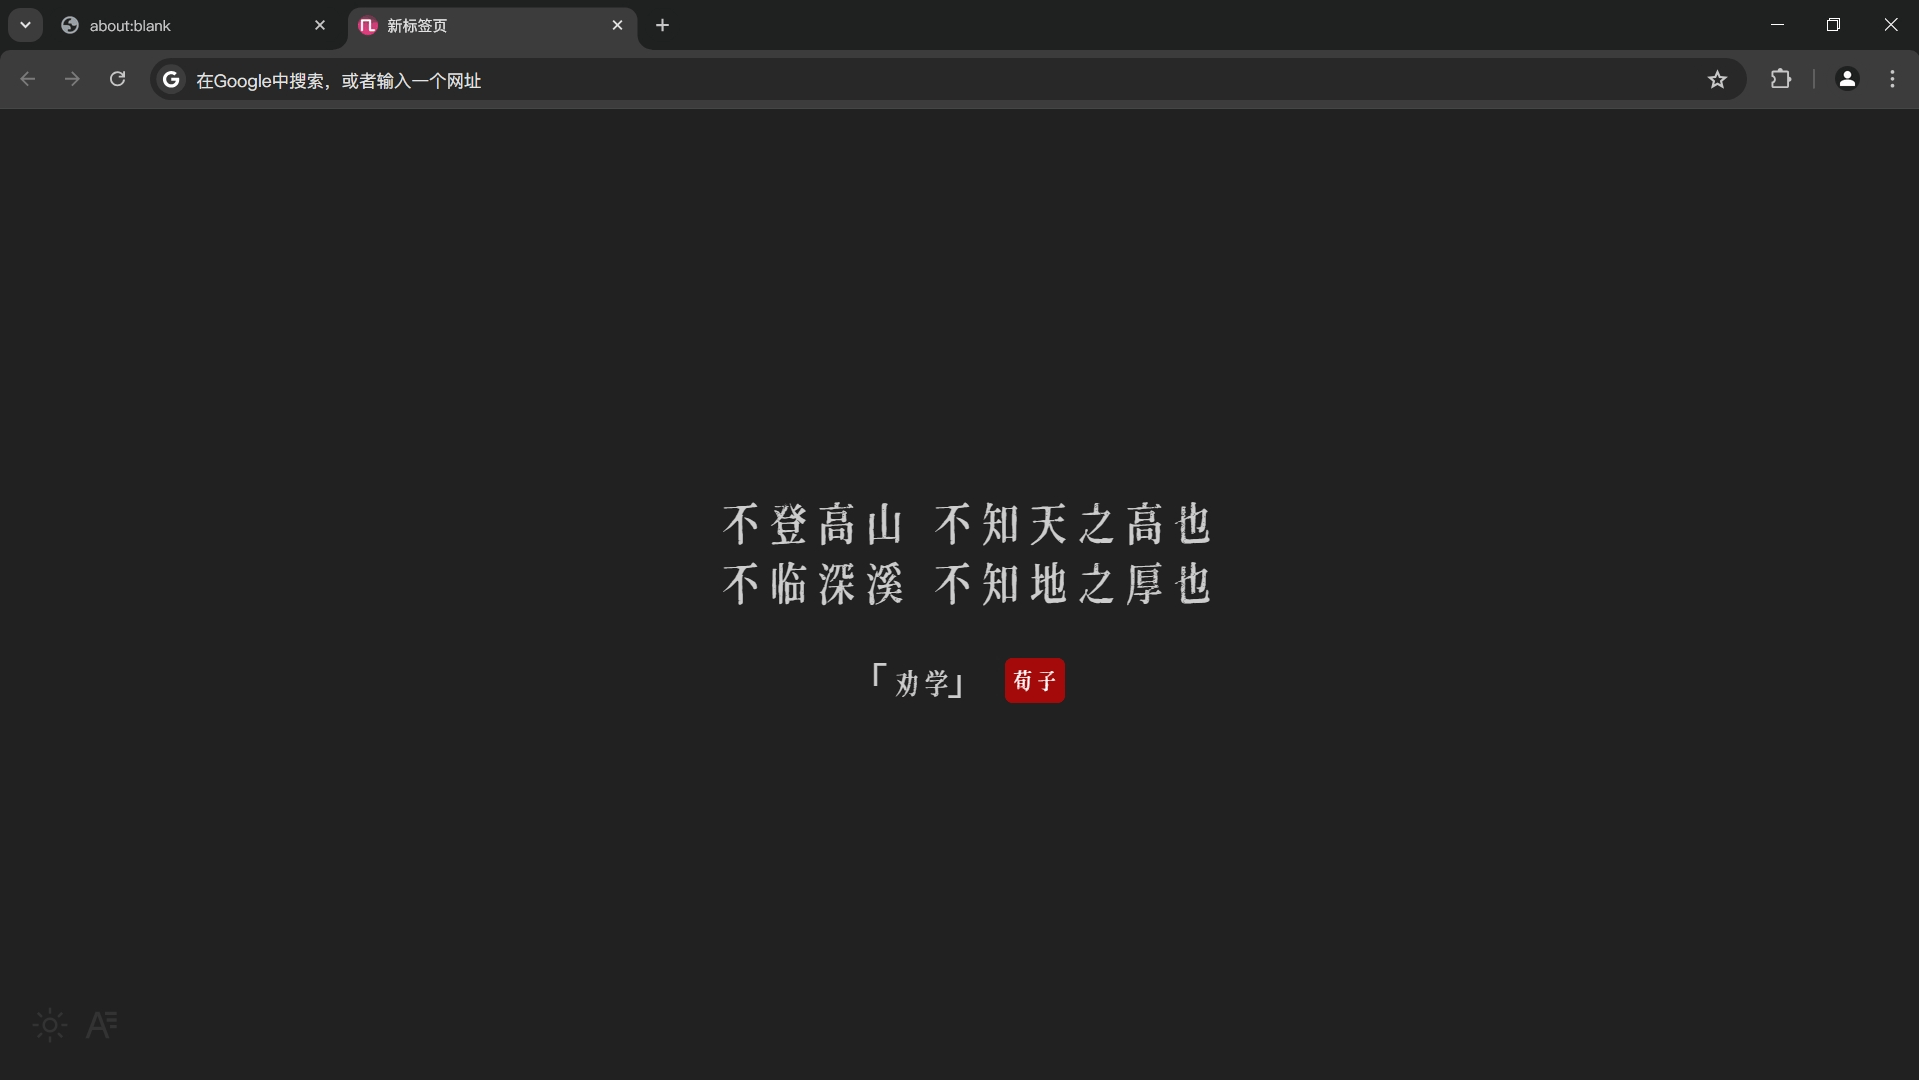 about:blank
新标签页
在Google中搜索，或者输入一个网址
不登高山 不知天之高也
不临深溪 不知地之厚也
「劝学」 荀子